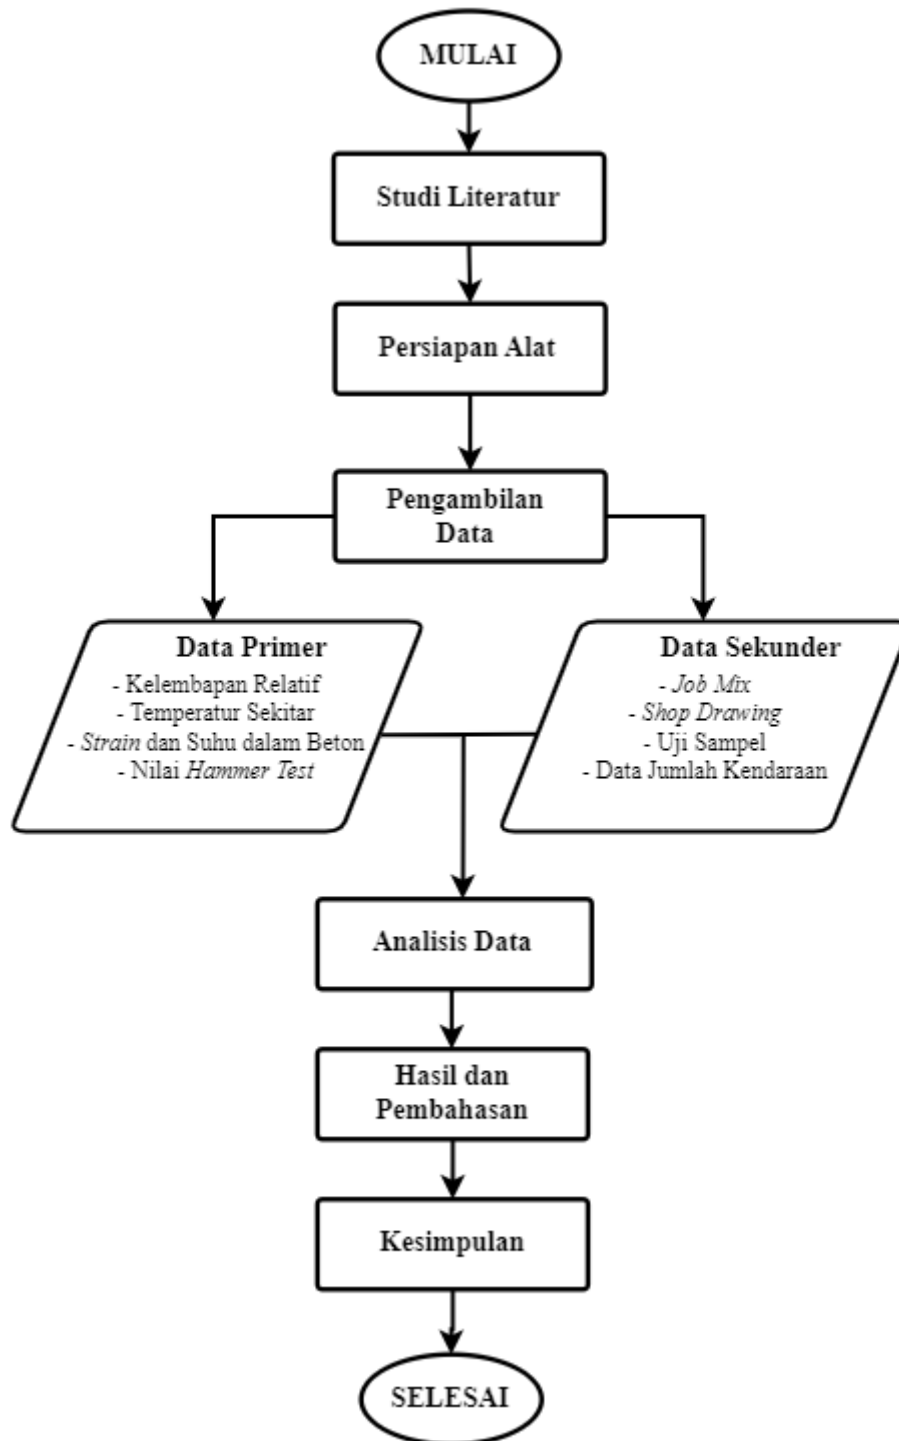 MULAI
Studi Literatur
Persiapan Alat
Pengambilan
Data
Data Primer
- Kelembapan Relatif
- Temperatur Sekitar
- Strain dan Suhu dalam Beton
- Nilai Hammer Test
Data Sekunder
- Job Mix
- Shop Drawing
- Uji Sampel
- Data Jumlah Kendaraan
Analisis Data
Hasil dan
Pembahasan
Kesimpulan
SELESAI